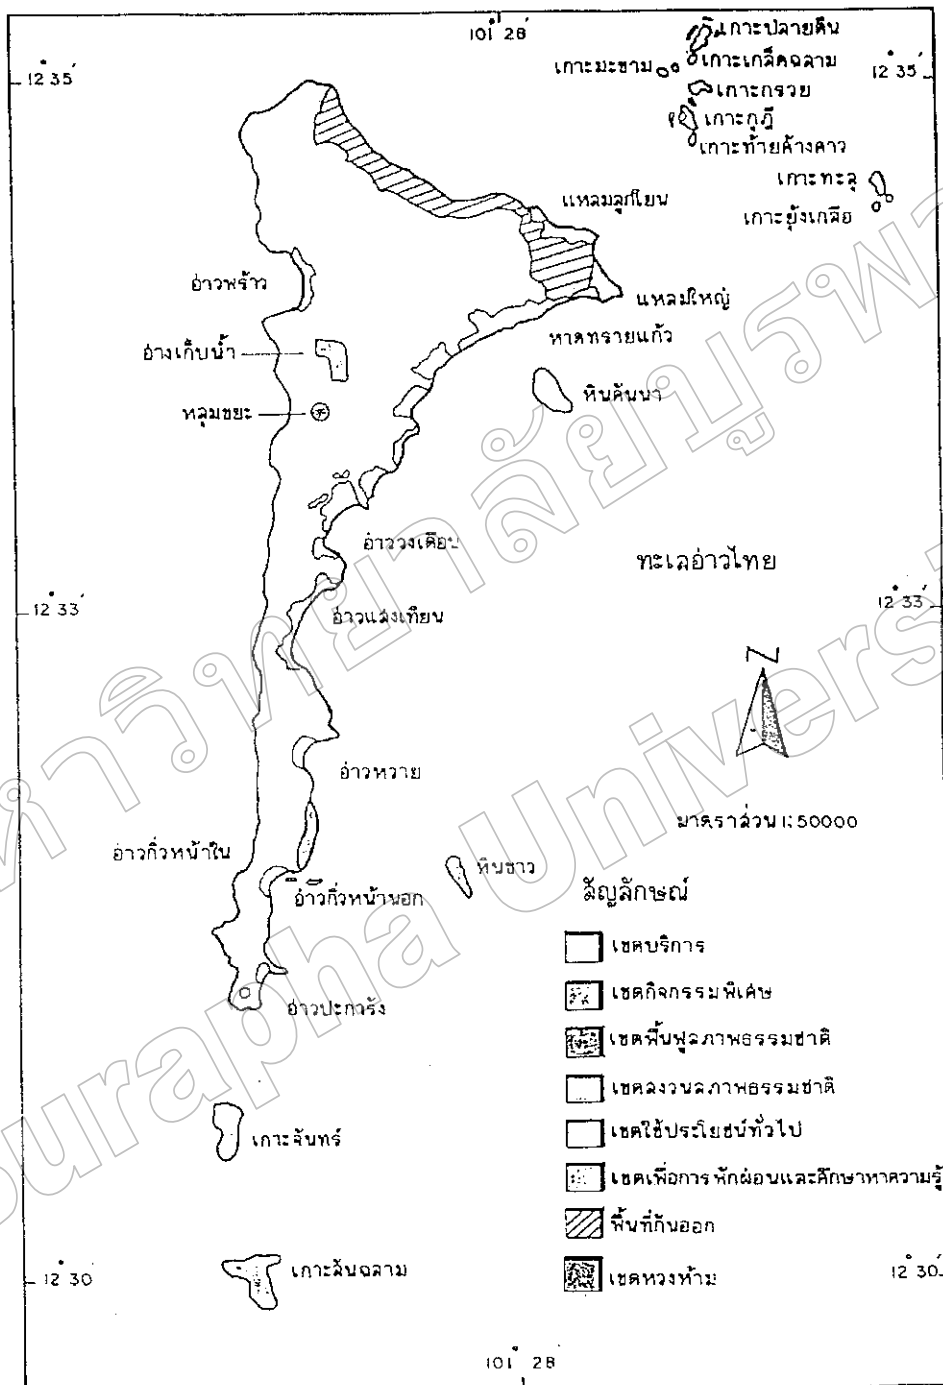 101° 28'
เกาะปลายตีน
เกาะมะขาม
เกาะเกล็ดฉลาม
12° 35'
12° 35'
เกาะกรวย
เกาะกุฎี
เกาะท้ายค้างคาว
เกาะทะลุ
แหลมลูกโยน
เกาะยุ้งเกลือ
อ่าวพร้าว
แหลมใหญ่
หาดทรายแก้ว
อ่างเก็บน้ำ
หินคันนา
หลุมขยะ
อ่าววงเดือน
ทะเลอ่าวไทย
12° 33'
12° 33'
อ่าวแสงเทียน
N
อ่าวหวาย
มาตราส่วน 1:50000
อ่าวกิ่วหน้าใน
หินขาว
อ่าวกิ่วหน้านอก
สัญลักษณ์
เขตบริการ
เขตกิจกรรมพิเศษ
อ่าวปะการัง
เขตฟื้นฟูสภาพธรรมชาติ
เขตสงวนสภาพธรรมชาติ
เกาะจันทร์
เขตใช้ประโยชน์ทั่วไป
เขตเพื่อการพักผ่อนและศึกษาหาความรู้
พื้นที่กันออก
เกาะสันฉลาม
เขตหวงห้าม
12° 30'
12° 30'
101° 28'
มหาวิทยาลัยบูรพา
Burapha University